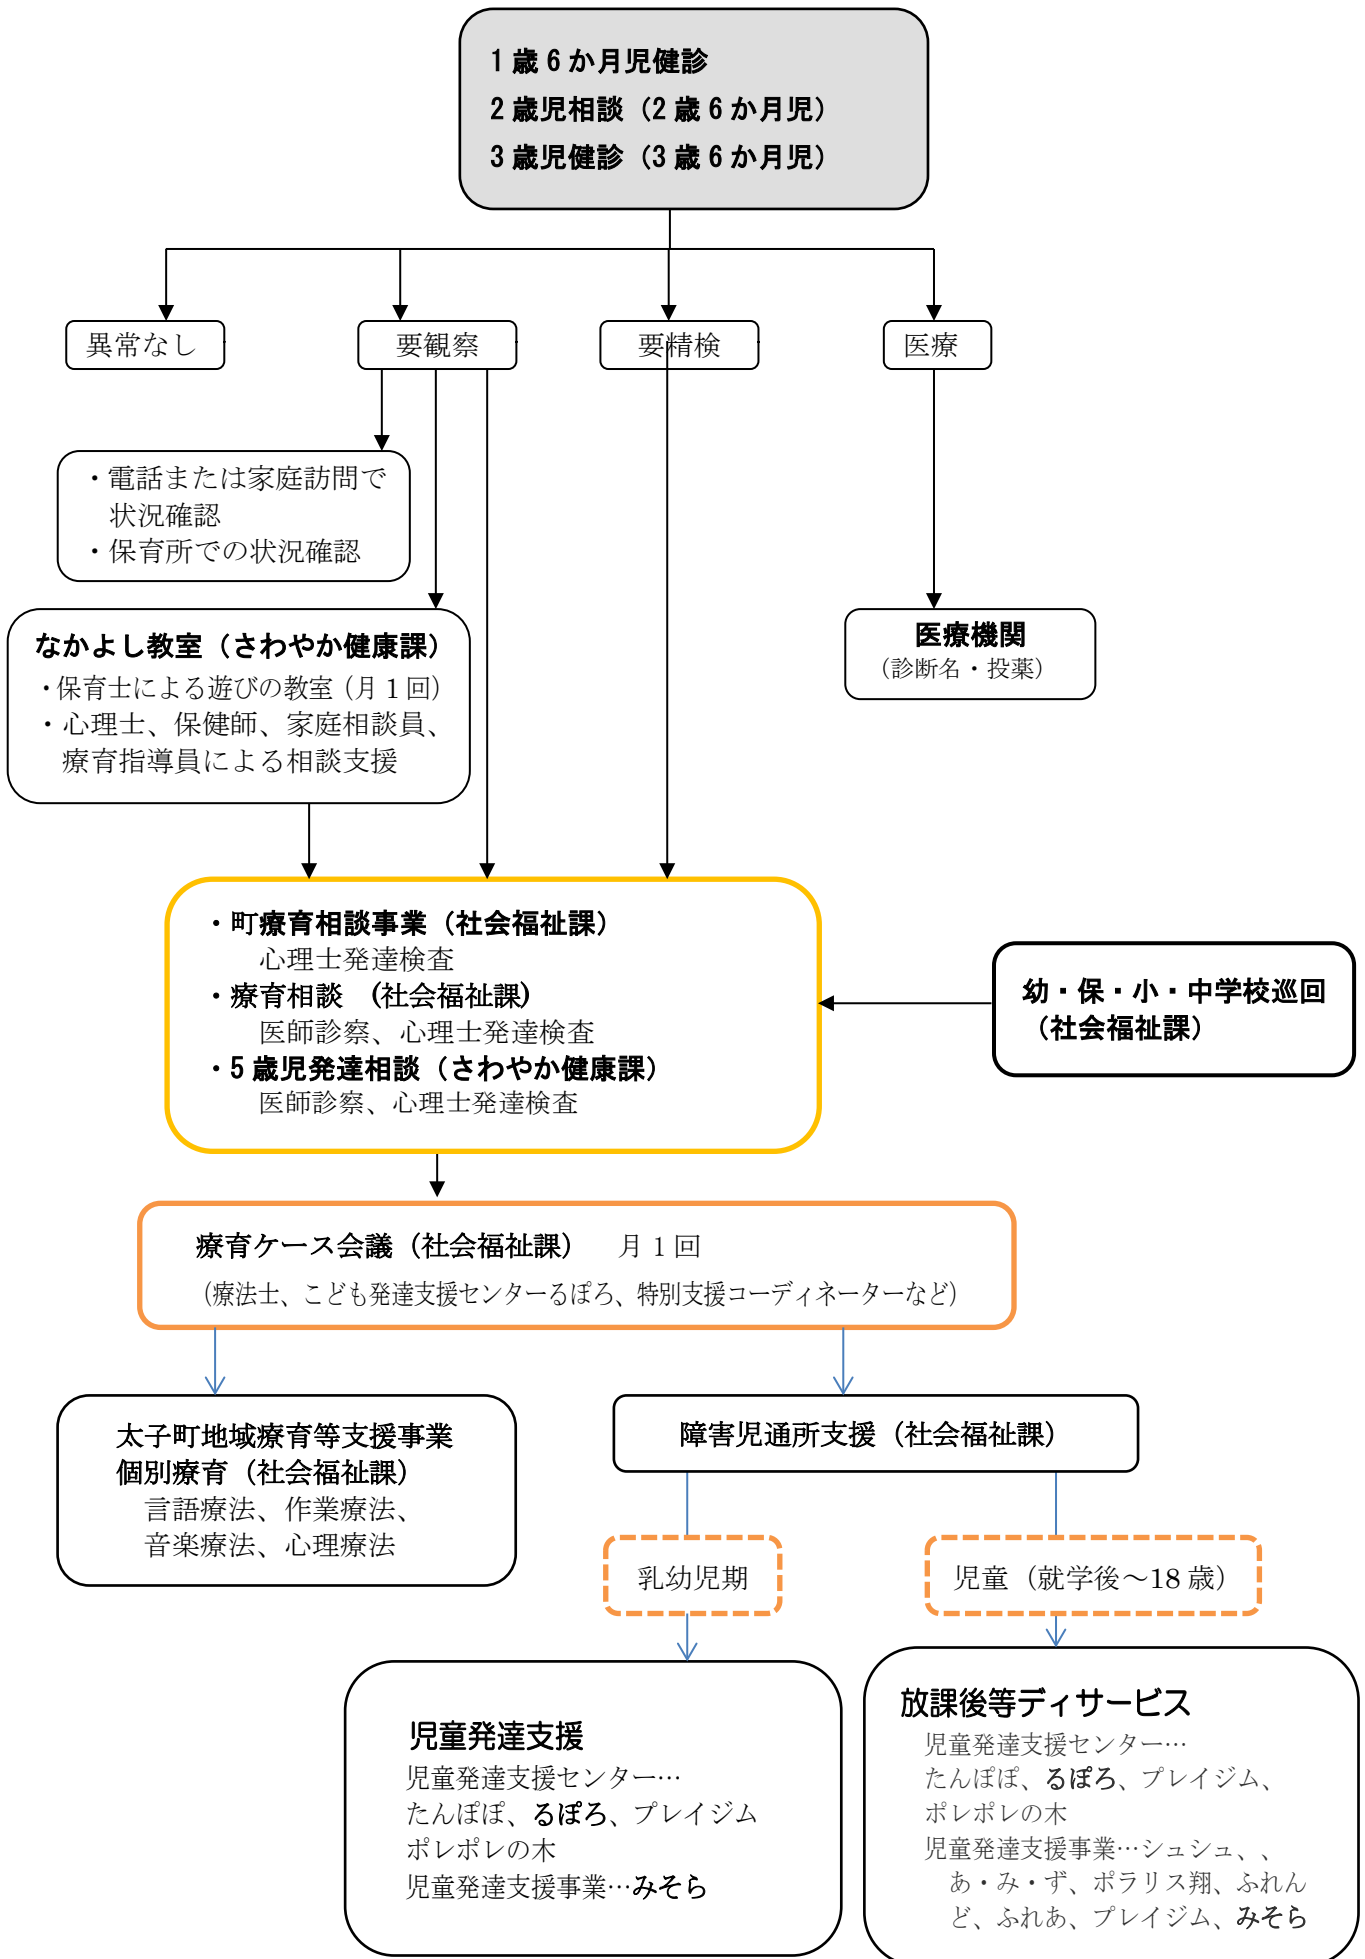 1歳6か月児健診
2歳児相談（2歳6か月児）
3歳児健診（3歳6か月児）
異常なし
要観察
要精検
医療
・電話または家庭訪問で
状況確認
・保育所での状況確認
なかよし教室（さわやか健康課）
・保育士による遊びの教室（月1回）
・心理士、保健師、家庭相談員、
療育指導員による相談支援
医療機関
（診断名・投薬）
・町療育相談事業（社会福祉課）
心理士発達検査
・療育相談 （社会福祉課）
医師診察、心理士発達検査
・5歳児発達相談（さわやか健康課）
医師診察、心理士発達検査
幼・保・小・中学校巡回
（社会福祉課）
療育ケース会議（社会福祉課） 月1回
（療法士、こども発達支援センターるぽろ、特別支援コーディネーターなど）
太子町地域療育等支援事業
個別療育（社会福祉課）
言語療法、作業療法、
音楽療法、心理療法
障害児通所支援（社会福祉課）
乳幼児期
児童（就学後～18歳）
児童発達支援
児童発達支援センター…
たんぽぽ、るぽろ、プレイジム
ポレポレの木
児童発達支援事業…みそら
放課後等ディサービス
児童発達支援センター…
たんぽぽ、るぽろ、プレイジム、
ポレポレの木
児童発達支援事業…シュシュ、、
あ・み・ず、ポラリス翔、ふれん
ど、ふれあ、プレイジム、みそら